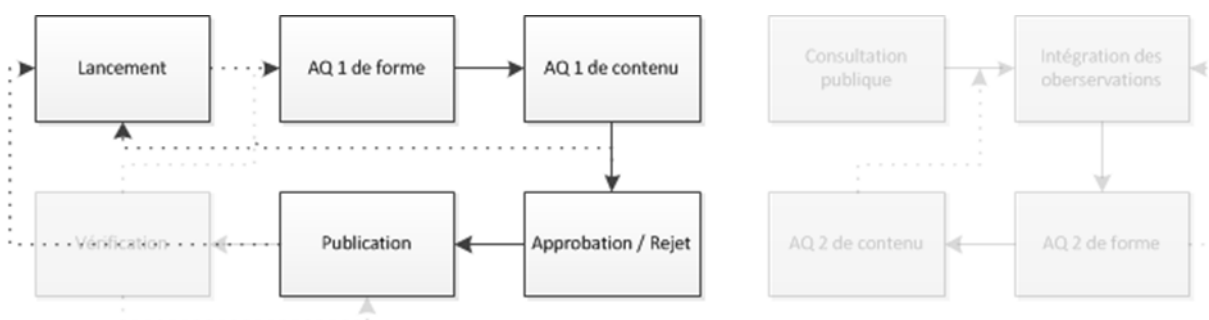 Lancement
AQ 1 de forme
AQ 1 de contenu
Consultation
publique
Intégration des
oberservations
Vérification
Publication
Approbation / Rejet
AQ 2 de contenu
AQ 2 de forme